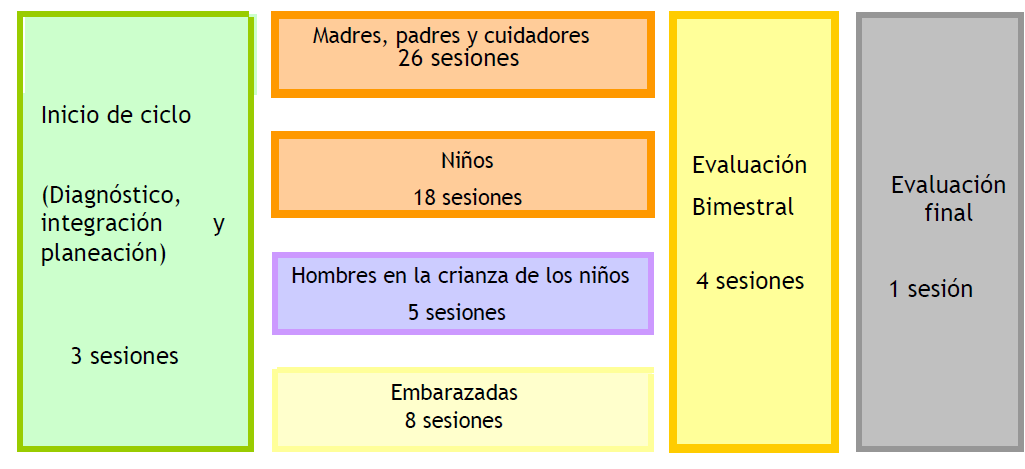 Inicio de ciclo
(Diagnóstico,
integración y
planeación)
3 sesiones
Madres, padres y cuidadores
26 sesiones
Niños
18 sesiones
Hombres en la crianza de los niños
5 sesiones
Embarazadas
8 sesiones
Evaluación
Bimestral
4 sesiones
Evaluación
final
1 sesión